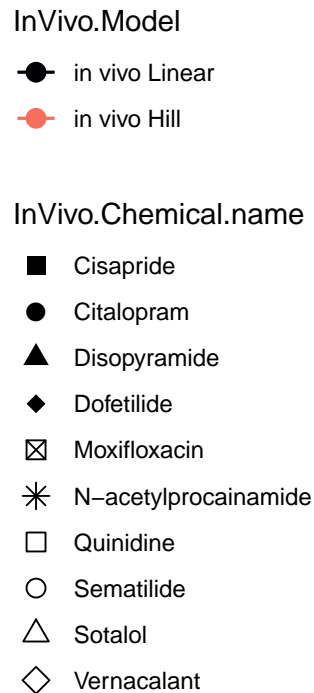 InVivo.Model
in vivo Linear
in vivo Hill
InVivo.Chemical.name
Cisapride
Citalopram
Disopyramide
Dofetilide
Moxifloxacin
N−acetylprocainamide
Quinidine
Sematilide
Sotalol
Vernacalant